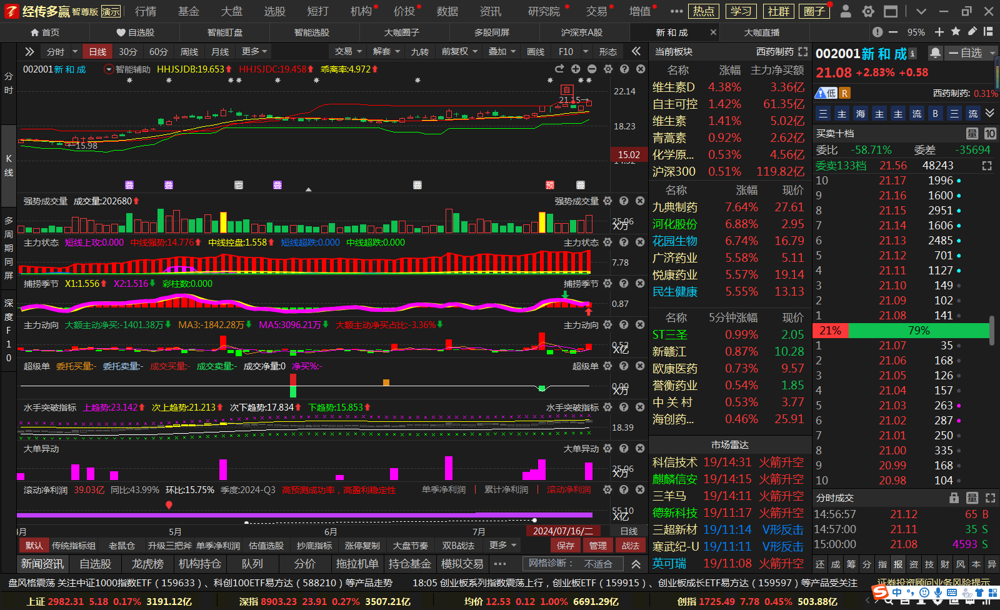 经传多赢 智尊版 演示 行情 基金 大盘 选股 短打 机构 价投 数据 资讯 研究院 交易 增值 ••• 热点 学习 社群 圈子
首页 自选股 智能盯盘 智能选股 大咖圈子 多股同屏 沪深京A股 新 和 成 大咖直播 95%
分时 日线 30分 60分 周线 月线 更多 交易 解套 九转 前复权 叠加 画线 F10 形态
002001新 和 成 智能辅助 HHJSJDB:19.653 HHJSJDC:19.458 乖离率:4.972
分时
K线
多周期同屏
深度F10
自
21.15
22.14
18.23
15.98
15.02
预
强势成交量 成交量:202680 强势成交量
25.06
X万
主力状态 短线上攻:0.000 中线强势:14.776 中线控盘:1.558 短线超跌:0.000 中线超跌:0.000 主力状态
7.78
捕捞季节 X1:1.556 X2:1.516 彩柱数:0.000 捕捞季节
0.87
主力动向 大额主动净买:-1401.38万 MA3:-1842.28万 MA5:3096.21万 大额主动净买占比:-3.36% 主力动向
0.52
X亿
超级单 委托买量:- 委托卖量:- 成交买量:- 成交卖量:- 成交净量:0 净买%:- 超级单
0.00
X万
水手突破指标 上趋势:23.142 次上趋势:21.213 次下趋势:17.834 下趋势:15.853 水手突破指标
18.39
大单异动 大单异动
25.06
X万
滚动净利润 39.03亿 同比:43.99% 环比:15.75% 季度:2024-Q3 高预测成功率，高盈利稳定性 单季净利润 累计净利润 滚动净利润
55.10
X亿
月 5月 6月 7月 2024/07/16/二 日线
默认 传统指标组 老鼠仓 升级三把斧 单季净利润 估值选股 抄底指标 涨停复制 大盘节奏 双B战法 更多 保存 管理 战法
新闻资讯 自选股 龙虎榜 机构持仓 队列 分价 拖拉机单 持仓基金 模拟交易 ••• 网格诊断： 不适合
当前板块 西药制药
名称 涨幅 主力净买额
维生素D 4.38% 3.36亿
自主可控 1.42% 61.35亿
维生素 1.41% 5.02亿
青蒿素 0.92% 2.62亿
化学原... 0.53% 4.56亿
沪深300 0.51% 119.82亿
名称 涨幅 现价
九典制药 7.64% 27.61
河化股份 6.88% 2.95
花园生物 6.74% 16.79
广济药业 5.58% 5.11
悦康药业 5.57% 19.14
民生健康 5.55% 13.13
名称 5分钟涨幅 现价
ST三圣 0.99% 2.05
新赣江 0.87% 10.28
欧康医药 0.73% 9.57
誉衡药业 0.54% 1.85
中 关 村 0.53% 3.77
海创药... 0.46% 25.91
市场雷达
科信技术 19/14:31 火箭升空
麒麟信安 19/14:15 火箭升空
三羊马 19/14:11 火箭升空
德新科技 19/11:17 火箭升空
三超新材 19/11:14 V形反击
寒武纪-U 19/11:11 V形反击
英可瑞 19/11:08 火箭升空
002001新 和 成 自选
21.08 +2.83% +0.58
低 R 西药制药: 0.31%
三 主 海 主 主 流 B 三 流
买卖十档 量 10
委比 -58.71% 委差 -35694
委卖133档 21.56 48243
10 21.17 1996
9 21.16 1600
8 21.15 2951
7 21.14 1606
6 21.13 2485
5 21.12 701
4 21.11 1127
3 21.10 149
2 21.09 102
1 21.08 141
21% 79%
1 21.07 35
2 21.06 168
3 21.05 126
4 21.04 157
5 21.03 263
6 21.02 287
7 21.01 250
8 21.00 335
9 20.99 168
10 20.98 104
分时成交 量
14:56:57 21.12 65 B
14:57:00 21.11 35 S
15:00:00 21.08 4593 S
还 成 筹 分 指 报 资 技 财 风 本 异
盘风格震荡 关注中证1000指数ETF（159633）、科创100ETF易方达（588210）等产品走势 18:05 创业板系列指数震荡上行，创业板ETF（159915）、创业板成长ETF易方达（159597）等产品受关注 证券投资顾问业务风险提示
上证 2982.31 5.18 0.17% 3191.12亿 深指 8903.23 23.91 0.27% 3507.21亿 均价 12.53 0.12 1.00% 6691.29亿 创指 1725.49 7.78 0.45% 503.88亿
中